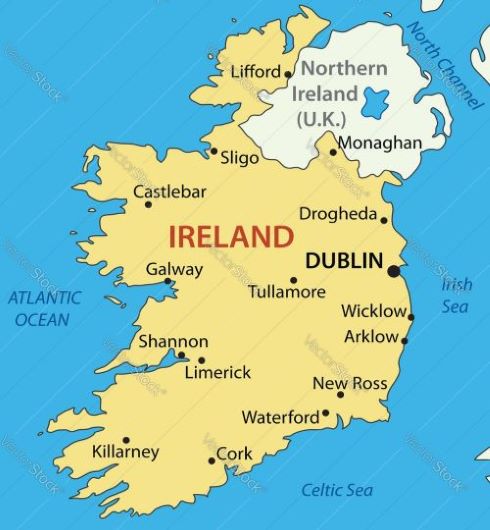 North Channel
Lifford
Northern
Ireland
(U.K.)
Monaghan
Sligo
Castlebar
Drogheda
IRELAND
DUBLIN
Galway
Tullamore
Irish
Sea
ATLANTIC
OCEAN
Wicklow
Arklow
Shannon
Limerick
New Ross
Waterford
Killarney
Cork
Celtic Sea
VectorStock®